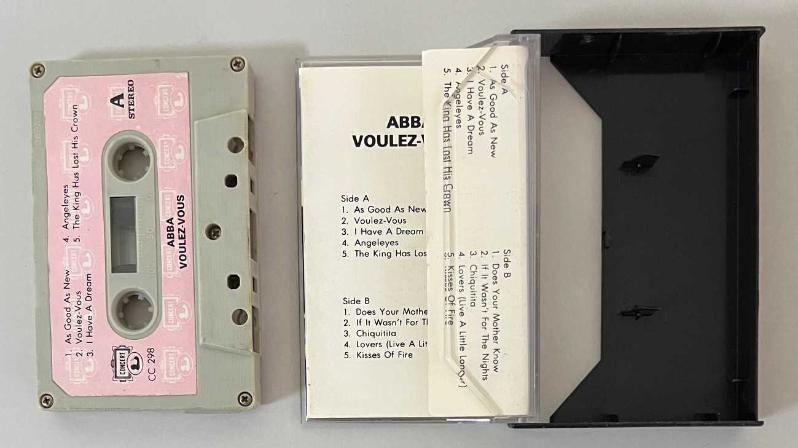 A
STEREO
1. As Good As New
2. Voulez-Vous
3. I Have A Dream
4. Angeleyes
5. The King Hus Lost His Crown
ABBA
VOULEZ-VOUS
CONCERT
CC 298
ABBA
VOULEZ-V
Side A
1. As Good As New
2. Voulez-Vous
3. I Have A Dream
4. Angeleyes
5. The King Has Los
Side B
1. Does Your Mothe
2. If It Wasn't For Th
3. Chiquitita
4. Lovers (Live A Lit
5. Kisses Of Fire
Side A
1. As Good As New
2. Voulez-Vous
3. I Have A Dream
4. Angeleyes
5. The King Has Lost His Crown
Side B
1. Does Your Mother Know
2. If It Wasn't For The Nights
3. Chiquitita
4. Lovers (Live A Little Langur)
5. Kisses Of Fire